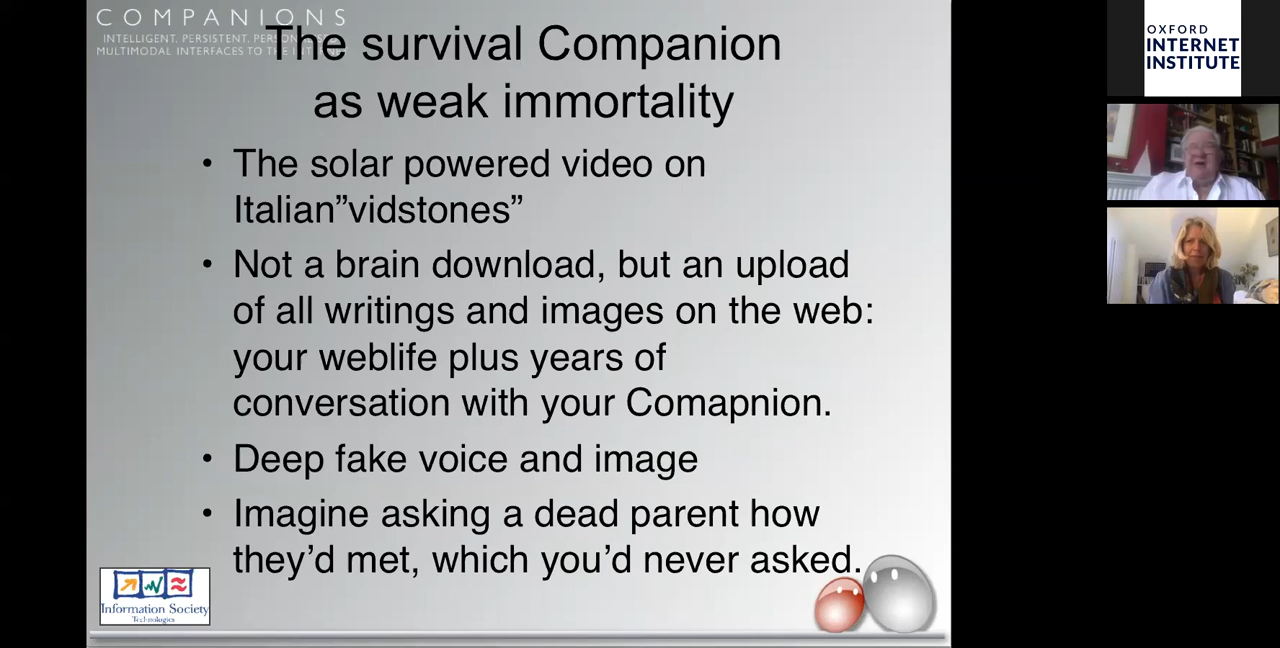 COMPANIONS
INTELLIGENT, PERSISTENT,
MULTIMODAL INTERFACES TO THE
The survival Companion
as weak immortality
• The solar powered video on
Italian”vidstones”
• Not a brain download, but an upload
of all writings and images on the web:
your weblife plus years of
conversation with your Comapnion.
• Deep fake voice and image
• Imagine asking a dead parent how
they’d met, which you’d never asked.
Information Society
Technologies
OXFORD
INTERNET
INSTITUTE